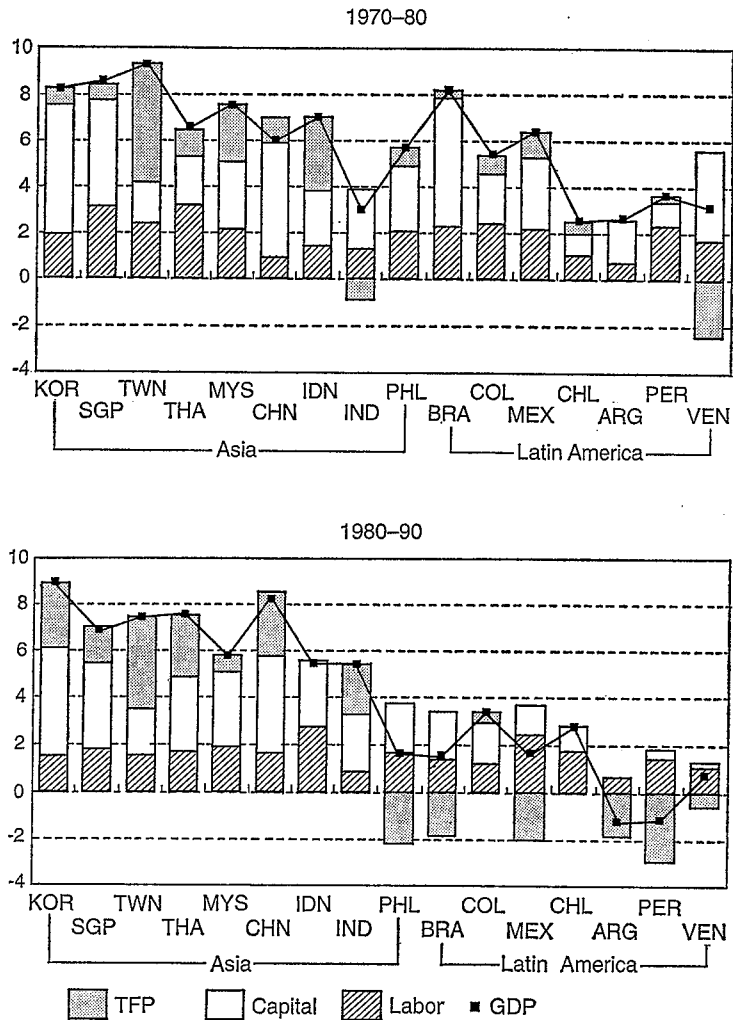 1970–80
10
8
6
4
2
0
-2
-4
KOR TWN MYS IDN PHL COL CHL PER
SGP THA CHN IND BRA MEX ARG VEN
Asia Latin America
1980–90
10
8
6
4
2
0
-2
-4
KOR TWN MYS IDN PHL COL CHL PER
SGP THA CHN IND BRA MEX ARG VEN
Asia Latin America
TFP Capital Labor GDP